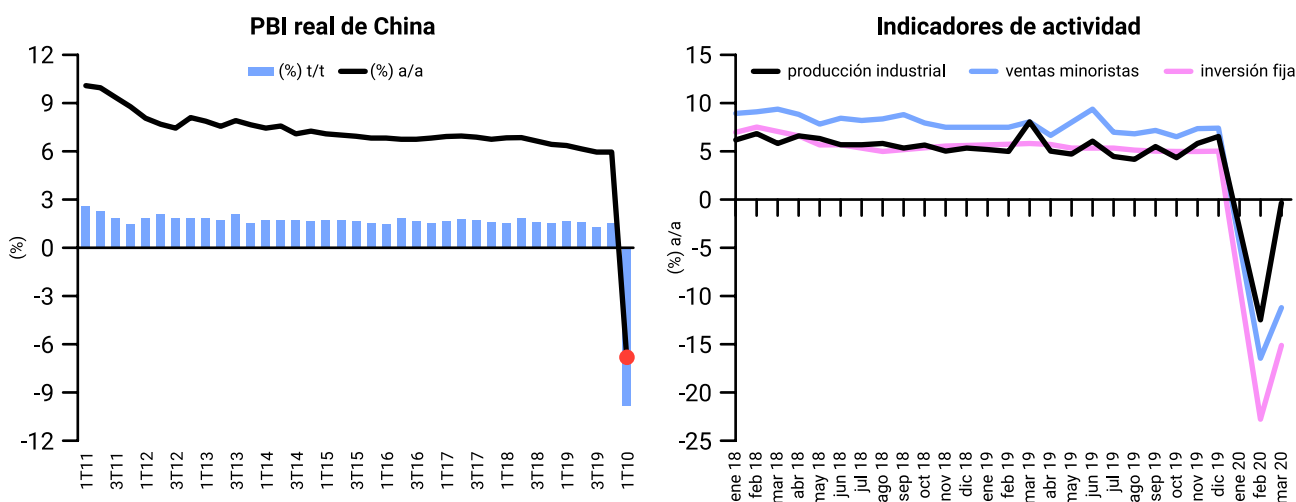 PBI real de China
(%) t/t
(%) a/a
12
9
6
3
0
-3
-6
-9
-12
(%)
1T11
3T11
1T12
3T12
1T13
3T13
1T14
3T14
1T15
3T15
1T16
3T16
1T17
3T17
1T18
3T18
1T19
3T19
1T10
Indicadores de actividad
producción industrial
ventas minoristas
inversión fija
15
10
5
0
-5
-10
-15
-20
-25
(%) a/a
ene 18
feb 18
mar 18
abr 18
may 18
jun 18
jul 18
ago 18
sep 18
oct 18
nov 18
dic 18
ene 19
feb 19
mar 19
abr 19
may 19
jun 19
jul 19
ago 19
sep 19
oct 19
nov 19
dic 19
ene 20
feb 20
mar 20